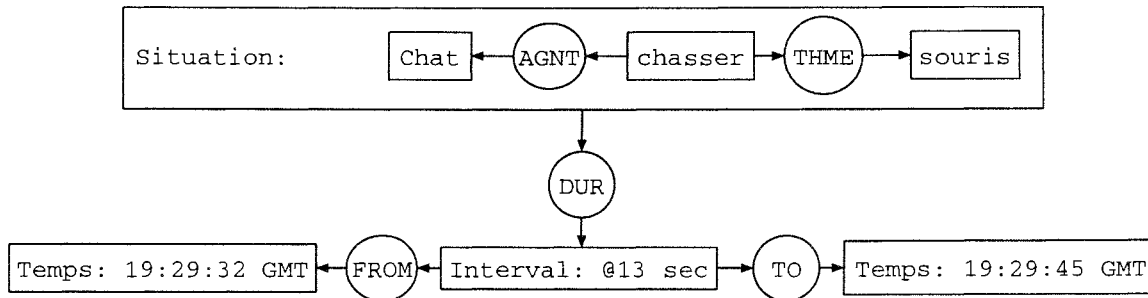 Situation: Chat AGNT chasser THME souris
DUR
Temps: 19:29:32 GMT FROM Interval: @13 sec TO Temps: 19:29:45 GMT